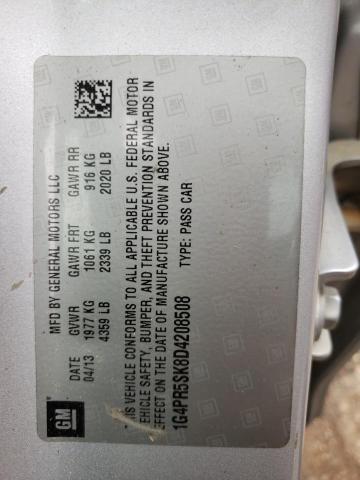 GM
MFD BY GENERAL MOTORS LLC
DATE GVWR GAWR FRT GAWR RR
04/13 1977 KG 1061 KG 916 KG
4359 LB 2339 LB 2020 LB
THIS VEHICLE CONFORMS TO ALL APPLICABLE U.S. FEDERAL MOTOR
VEHICLE SAFETY, BUMPER, AND THEFT PREVENTION STANDARDS IN
EFFECT ON THE DATE OF MANUFACTURE SHOWN ABOVE.
1G4PR5SK8D4208508 TYPE: PASS CAR